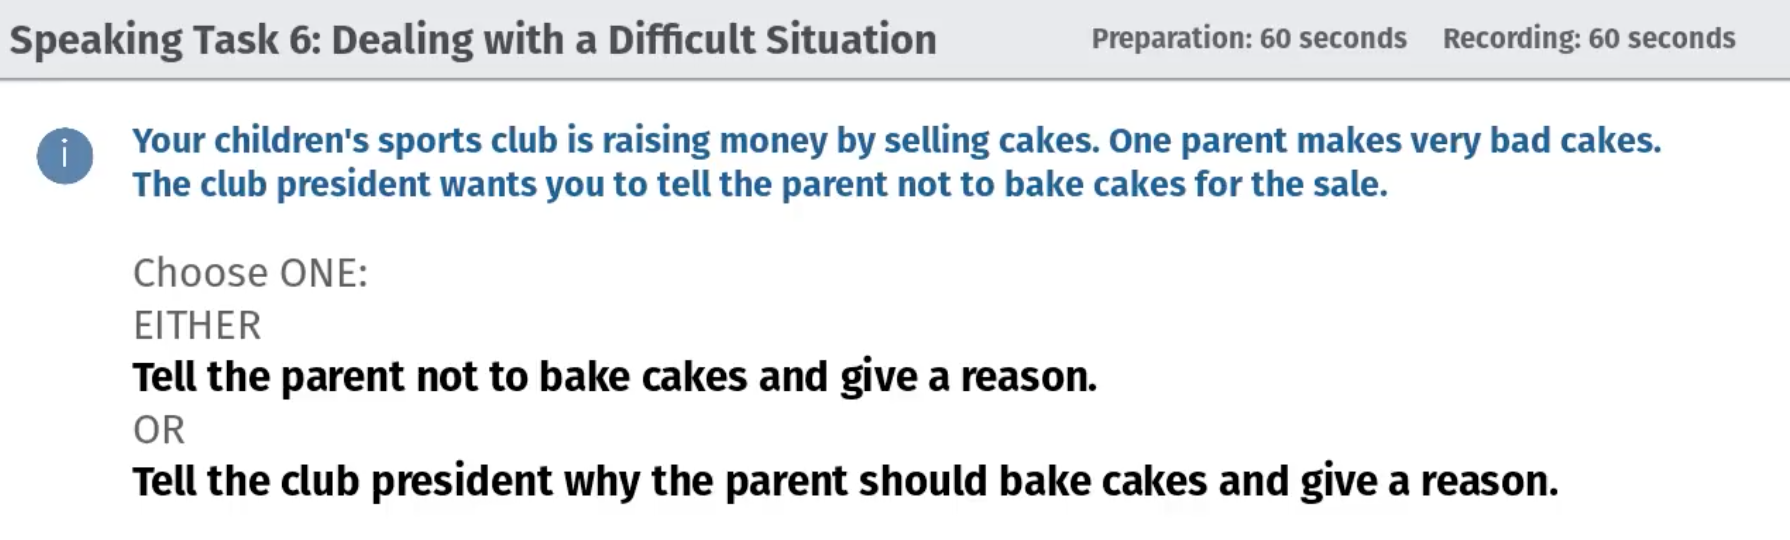 Speaking Task 6: Dealing with a Difficult Situation
Preparation: 60 seconds Recording: 60 seconds
i
Your children's sports club is raising money by selling cakes. One parent makes very bad cakes.
The club president wants you to tell the parent not to bake cakes for the sale.
Choose ONE:
EITHER
Tell the parent not to bake cakes and give a reason.
OR
Tell the club president why the parent should bake cakes and give a reason.